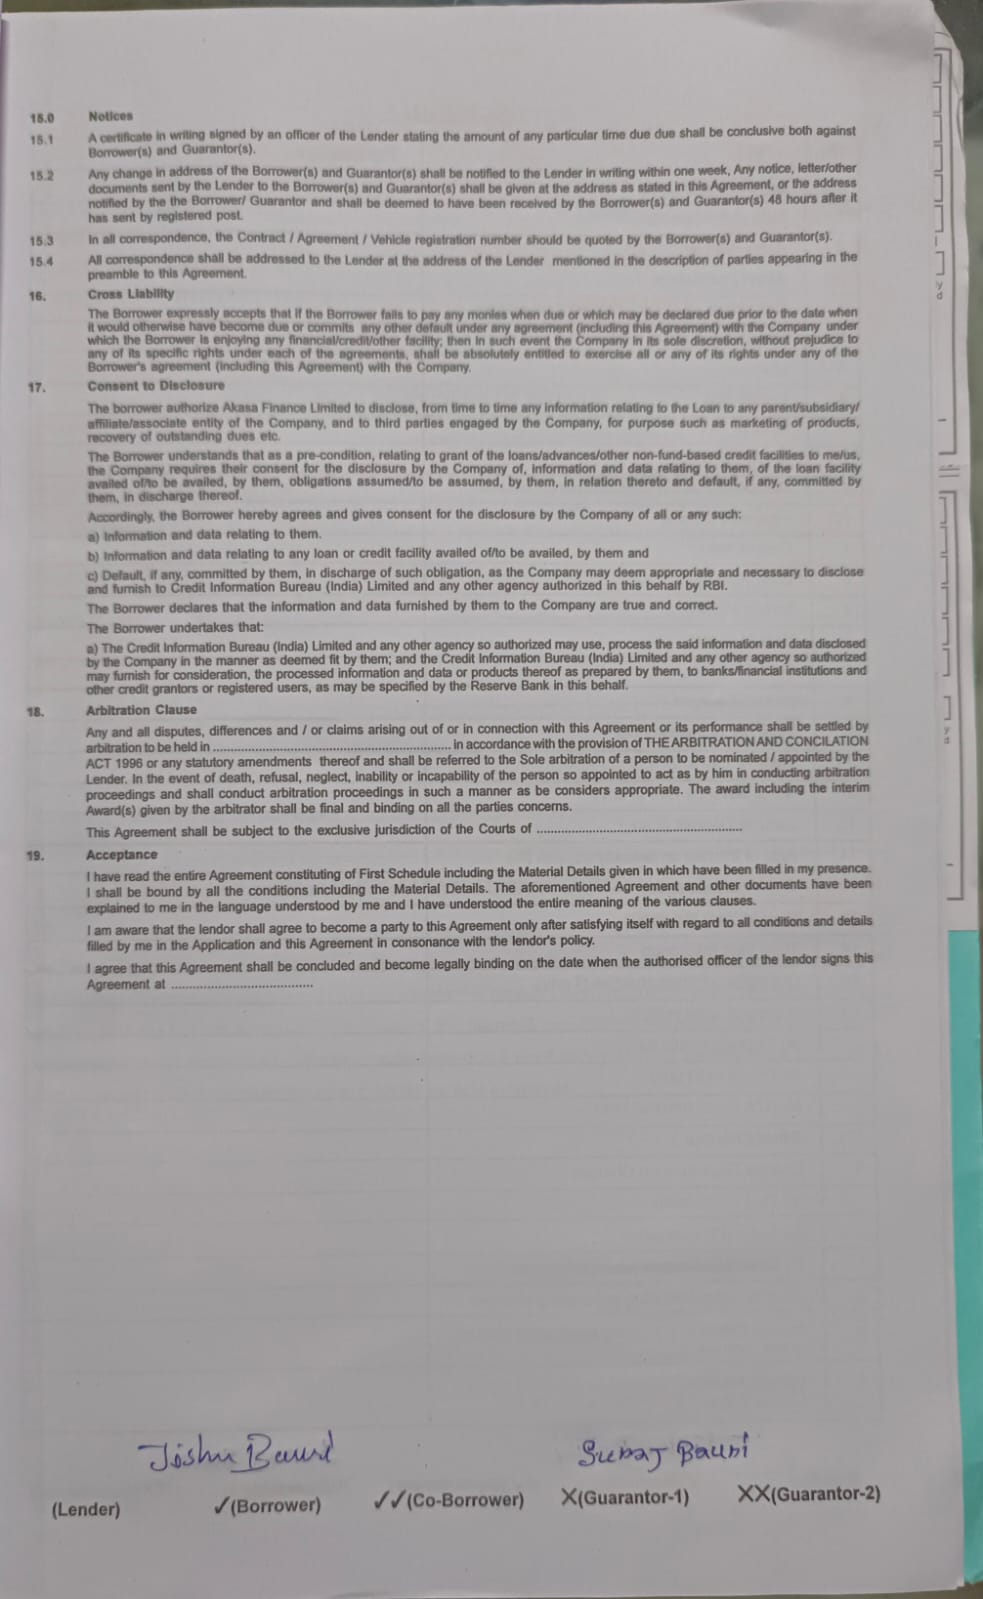 15.0 Notices
15.1 A certificate in writing signed by an officer of the Lender stating the amount of any particular time due due shall be conclusive both against
Borrower(s) and Guarantor(s).
15.2 Any change in address of the Borrower(s) and Guarantor(s) shall be notified to the Lender in writing within one week, Any notice, letter/other
documents sent by the Lender to the Borrower(s) and Guarantor(s) shall be given at the address as stated in this Agreement, or the address
notified by the the Borrower/ Guarantor and shall be deemed to have been received by the Borrower(s) and Guarantor(s) 48 hours after it
has sent by registered post.
15.3 In all correspondence, the Contract / Agreement / Vehicle registration number should be quoted by the Borrower(s) and Guarantor(s).
15.4 All correspondence shall be addressed to the Lender at the address of the Lender mentioned in the description of parties appearing in the
preamble to this Agreement.
16. Cross Liability
The Borrower expressly accepts that if the Borrower fails to pay any monies when due or which may be declared due prior to the date when
it would otherwise have become due or commits any other default under any agreement (including this Agreement) with the Company under
which the Borrower is enjoying any financial/credit/other facility; then in such event the Company in its sole discretion, without prejudice to
any of its specific rights under each of the agreements, shall be absolutely entitled to exercise all or any of its rights under any of the
Borrower's agreement (including this Agreement) with the Company.
17. Consent to Disclosure
The borrower authorize Akasa Finance Limited to disclose, from time to time any information relating to the Loan to any parent/subsidiary/
affiliate/associate entity of the Company, and to third parties engaged by the Company, for purpose such as marketing of products,
recovery of outstanding dues etc.
The Borrower understands that as a pre-condition, relating to grant of the loans/advances/other non-fund-based credit facilities to me/us,
the Company requires their consent for the disclosure by the Company of, information and data relating to them, of the loan facility
availed of/to be availed, by them, obligations assumed/to be assumed, by them, in relation thereto and default, if any, committed by
them, in discharge thereof.
Accordingly, the Borrower hereby agrees and gives consent for the disclosure by the Company of all or any such:
a) Information and data relating to them.
b) Information and data relating to any loan or credit facility availed of/to be availed, by them and
c) Default, if any, committed by them, in discharge of such obligation, as the Company may deem appropriate and necessary to disclose
and furnish to Credit Information Bureau (India) Limited and any other agency authorized in this behalf by RBI.
The Borrower declares that the information and data furnished by them to the Company are true and correct.
The Borrower undertakes that:
a) The Credit Information Bureau (India) Limited and any other agency so authorized may use, process the said information and data disclosed
by the Company in the manner as deemed fit by them; and the Credit Information Bureau (India) Limited and any other agency so authorized
may furnish for consideration, the processed information and data or products thereof as prepared by them, to banks/financial institutions and
other credit grantors or registered users, as may be specified by the Reserve Bank in this behalf.
18. Arbitration Clause
Any and all disputes, differences and / or claims arising out of or in connection with this Agreement or its performance shall be settled by
arbitration to be held in .................................................................... in accordance with the provision of THE ARBITRATION AND CONCILATION
ACT 1996 or any statutory amendments thereof and shall be referred to the Sole arbitration of a person to be nominated / appointed by the
Lender. In the event of death, refusal, neglect, inability or incapability of the person so appointed to act as by him in conducting arbitration
proceedings and shall conduct arbitration proceedings in such a manner as be considers appropriate. The award including the interim
Award(s) given by the arbitrator shall be final and binding on all the parties concerns.
This Agreement shall be subject to the exclusive jurisdiction of the Courts of ...........................................................
19. Acceptance
I have read the entire Agreement constituting of First Schedule including the Material Details given in which have been filled in my presence.
I shall be bound by all the conditions including the Material Details. The aforementioned Agreement and other documents have been
explained to me in the language understood by me and I have understood the entire meaning of the various clauses.
I am aware that the lendor shall agree to become a party to this Agreement only after satisfying itself with regard to all conditions and details
filled by me in the Application and this Agreement in consonance with the lendor's policy.
I agree that this Agreement shall be concluded and become legally binding on the date when the authorised officer of the lendor signs this
Agreement at .........................................
Suraj Bauri
(Lender) ✓(Borrower) ✓✓(Co-Borrower) X(Guarantor-1) XX(Guarantor-2)